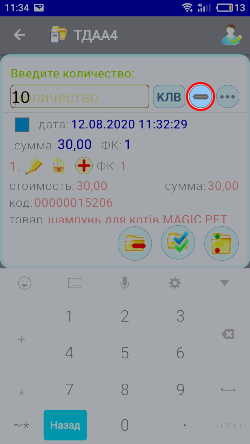 11:34 13
ТДАА4
Введите количество:
10 КЛВ
дата: 12.08.2020 11:32:29
сумма: 30,00 ФК: 1
1. ФК: 1
стоимость:30,00 сумма:30,00
код:00000015206
товар шампунь для котів MAGIC PET
1 2 3
4 5 6
7 8 9
~* Назад 0 .